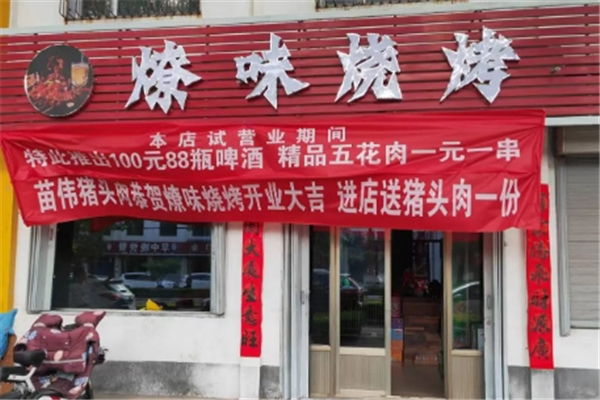 燎味烧烤
本店试营业期间
特此推出100元88瓶啤酒 精品五花肉一元一串
苗伟猪头肉恭贺燎味烧烤开业大吉 进店送猪头肉一份